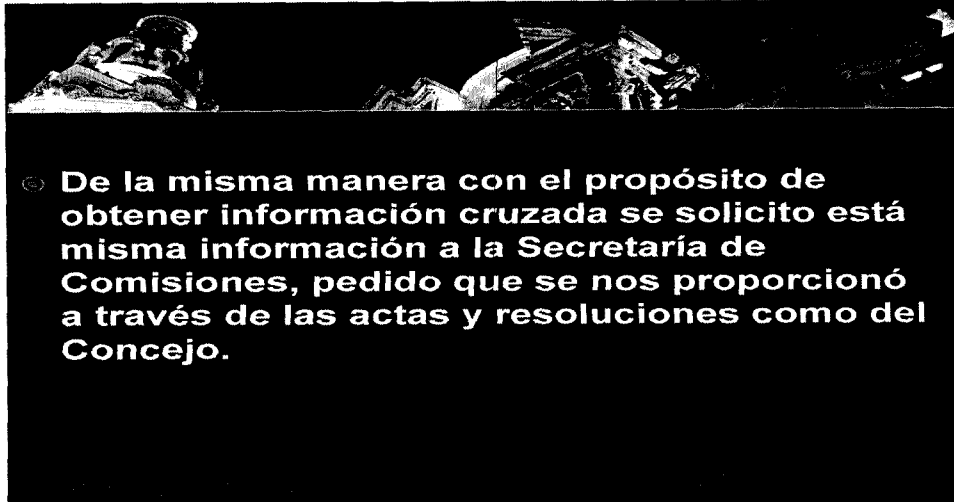 De la misma manera con el propósito de
obtener información cruzada se solicito está
misma información a la Secretaría de
Comisiones, pedido que se nos proporcionó
a través de las actas y resoluciones como del
Concejo.